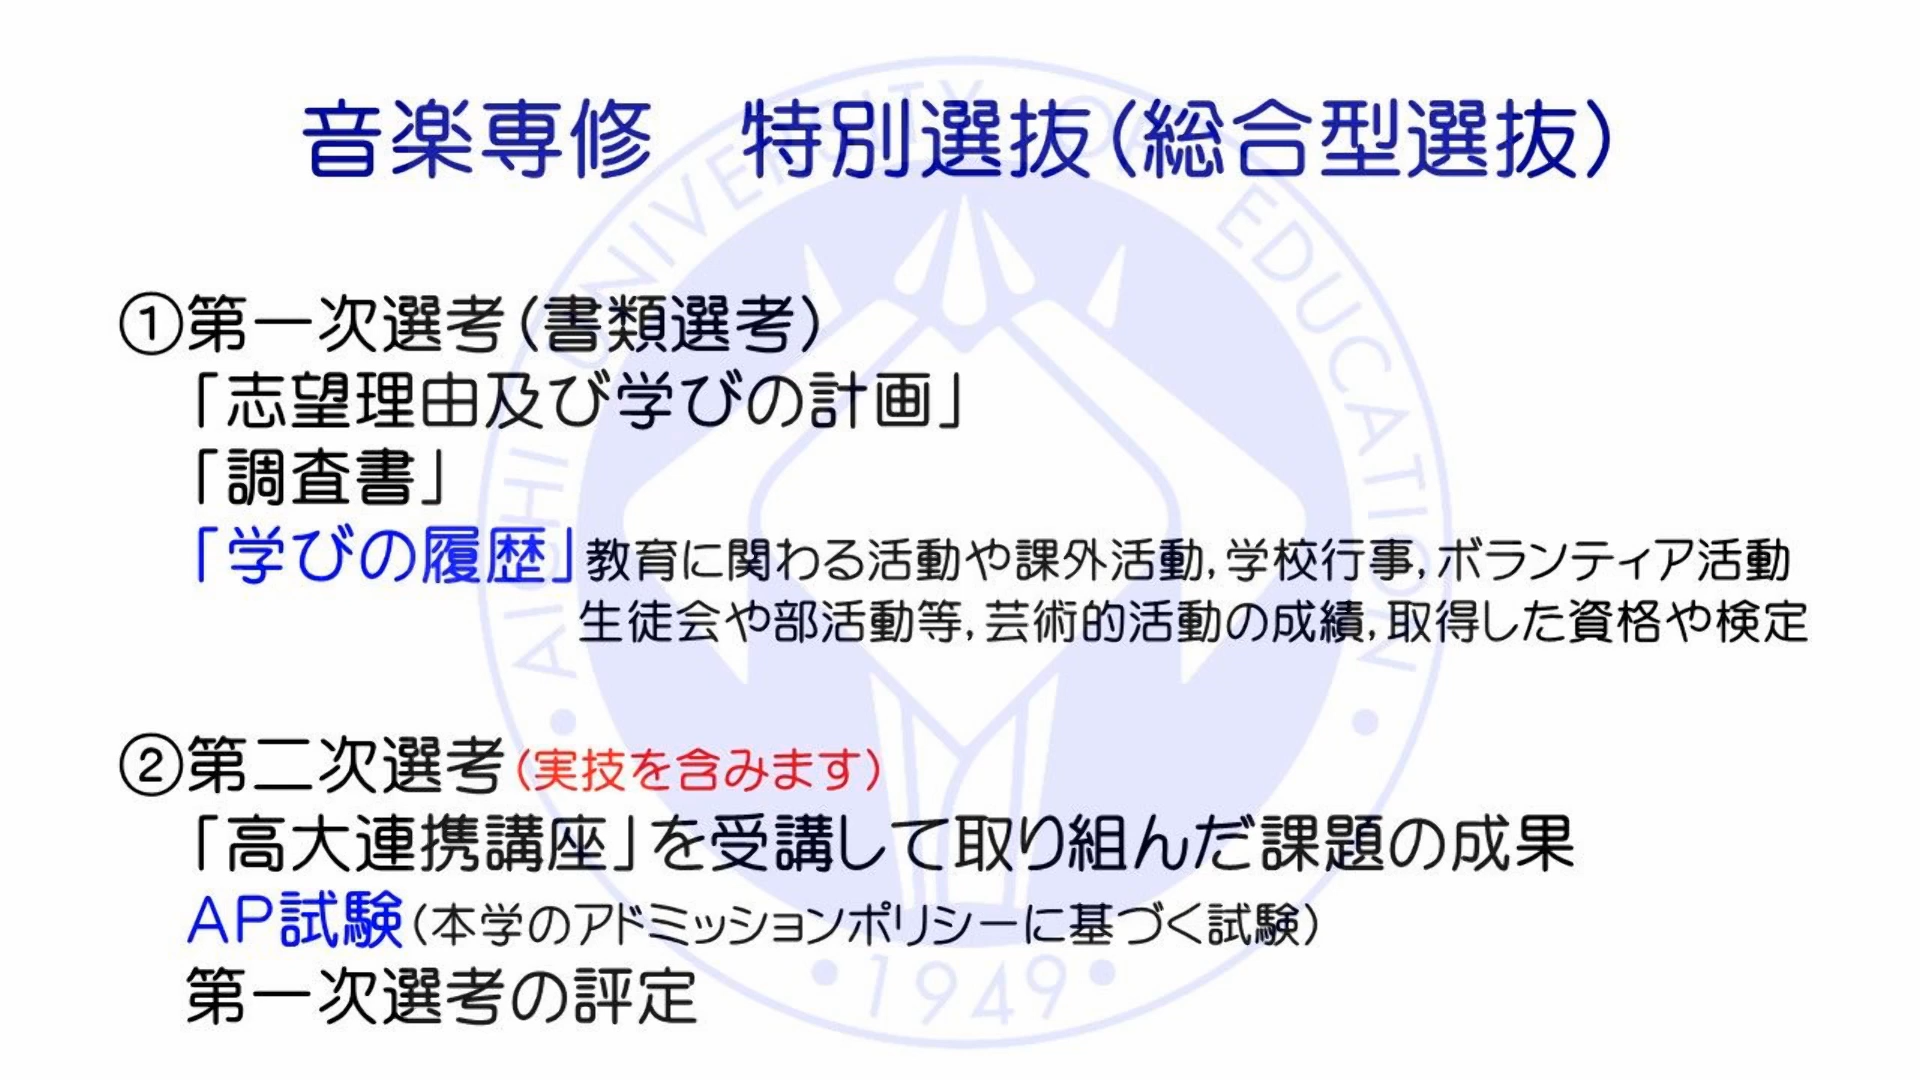 音楽専修　特別選抜（総合型選抜）
①第一次選考（書類選考）
「志望理由及び学びの計画」
「調査書」
「学びの履歴」教育に関わる活動や課外活動，学校行事，ボランティア活動
生徒会や部活動等，芸術的活動の成績，取得した資格や検定
②第二次選考（実技を含みます）
「高大連携講座」を受講して取り組んだ課題の成果
AP試験（本学のアドミッションポリシーに基づく試験）
第一次選考の評定
AICHI UNIVERSITY OF EDUCATION
・1949・